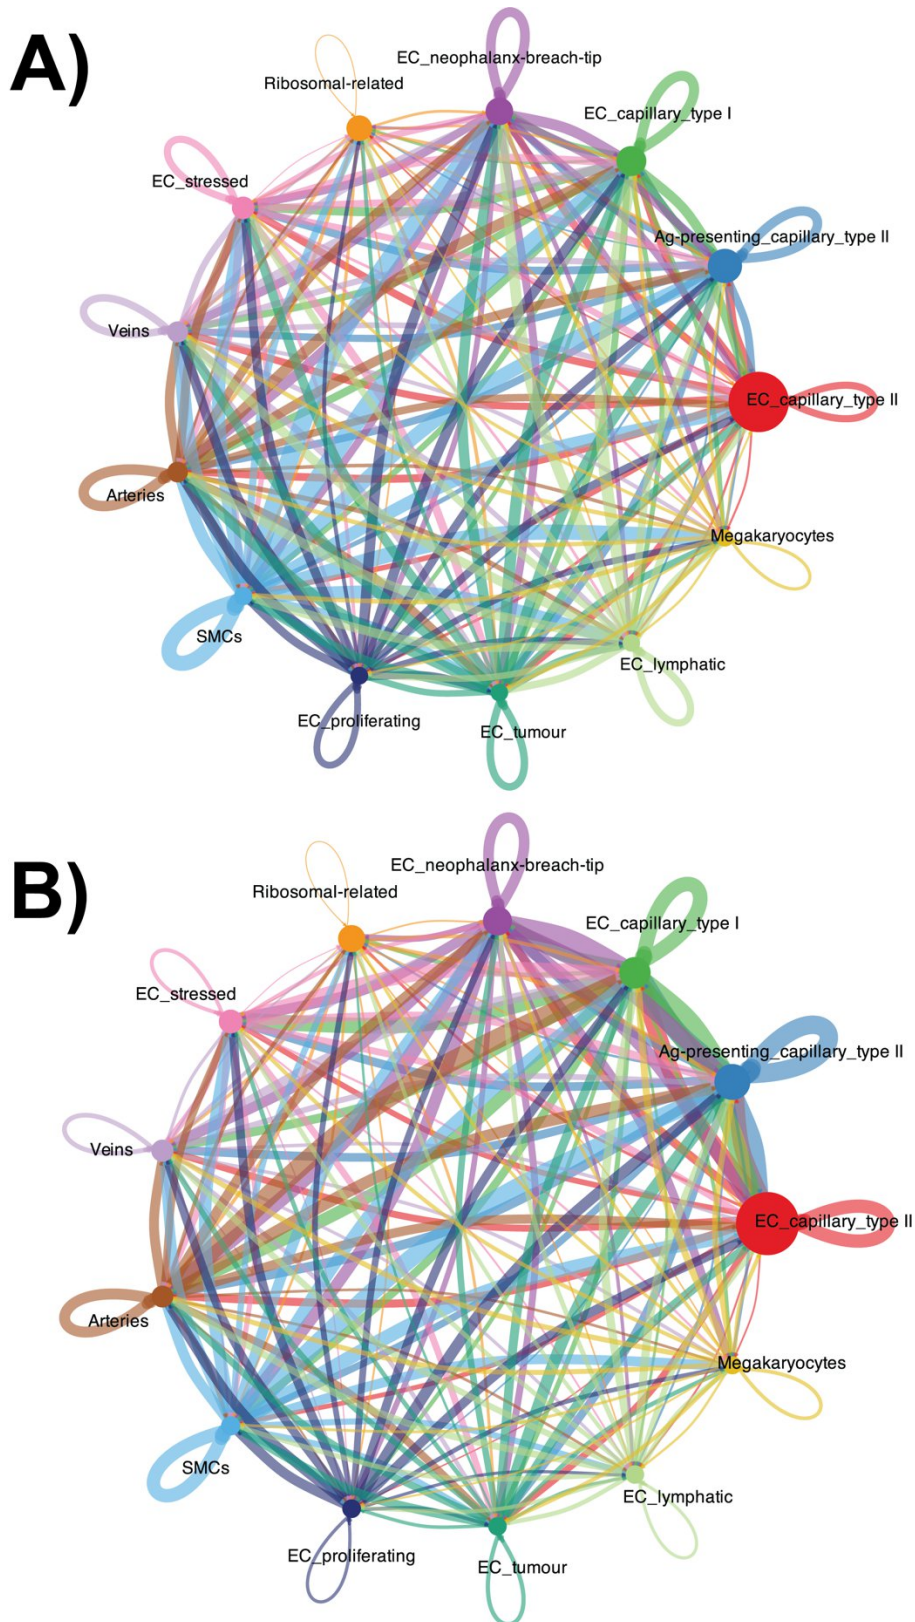 A)
EC_neophalanx-breach-tip
Ribosomal-related
EC_capillary_type I
EC_stressed
Ag-presenting_capillary_type II
Veins
EC_capillary_type II
Arteries
Megakaryocytes
SMCs
EC_lymphatic
EC_proliferating
EC_tumour
B)
EC_neophalanx-breach-tip
Ribosomal-related
EC_capillary_type I
EC_stressed
Ag-presenting_capillary_type II
Veins
EC_capillary_type II
Arteries
Megakaryocytes
SMCs
EC_lymphatic
EC_proliferating
EC_tumour